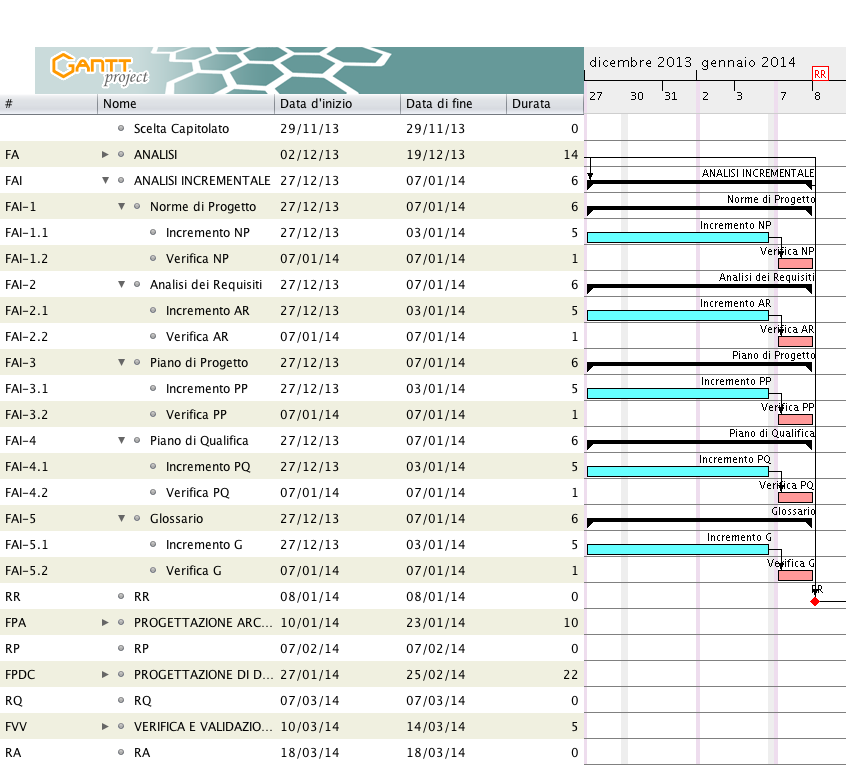 GANTT project
dicembre 2013 gennaio 2014
RR
27 30 31 2 3 7 8
# Nome Data d'inizio Data di fine Durata
Scelta Capitolato 29/11/13 29/11/13 0
FA ANALISI 02/12/13 19/12/13 14
FAI ANALISI INCREMENTALE 27/12/13 07/01/14 6 ANALISI INCREMENTALE
FAI-1 Norme di Progetto 27/12/13 07/01/14 6 Norme di Progetto
FAI-1.1 Incremento NP 27/12/13 03/01/14 5 Incremento NP
FAI-1.2 Verifica NP 07/01/14 07/01/14 1 Verifica NP
FAI-2 Analisi dei Requisiti 27/12/13 07/01/14 6 Analisi dei Requisiti
FAI-2.1 Incremento AR 27/12/13 03/01/14 5 Incremento AR
FAI-2.2 Verifica AR 07/01/14 07/01/14 1 Verifica AR
FAI-3 Piano di Progetto 27/12/13 07/01/14 6 Piano di Progetto
FAI-3.1 Incremento PP 27/12/13 03/01/14 5 Incremento PP
FAI-3.2 Verifica PP 07/01/14 07/01/14 1 Verifica PP
FAI-4 Piano di Qualifica 27/12/13 07/01/14 6 Piano di Qualifica
FAI-4.1 Incremento PQ 27/12/13 03/01/14 5 Incremento PQ
FAI-4.2 Verifica PQ 07/01/14 07/01/14 1 Verifica PQ
FAI-5 Glossario 27/12/13 07/01/14 6 Glossario
FAI-5.1 Incremento G 27/12/13 03/01/14 5 Incremento G
FAI-5.2 Verifica G 07/01/14 07/01/14 1 Verifica G
RR RR 08/01/14 08/01/14 0 RR
FPA PROGETTAZIONE ARC... 10/01/14 23/01/14 10
RP RP 07/02/14 07/02/14 0
FPDC PROGETTAZIONE DI D... 27/01/14 25/02/14 22
RQ RQ 07/03/14 07/03/14 0
FVV VERIFICA E VALIDAZIO... 10/03/14 14/03/14 5
RA RA 18/03/14 18/03/14 0